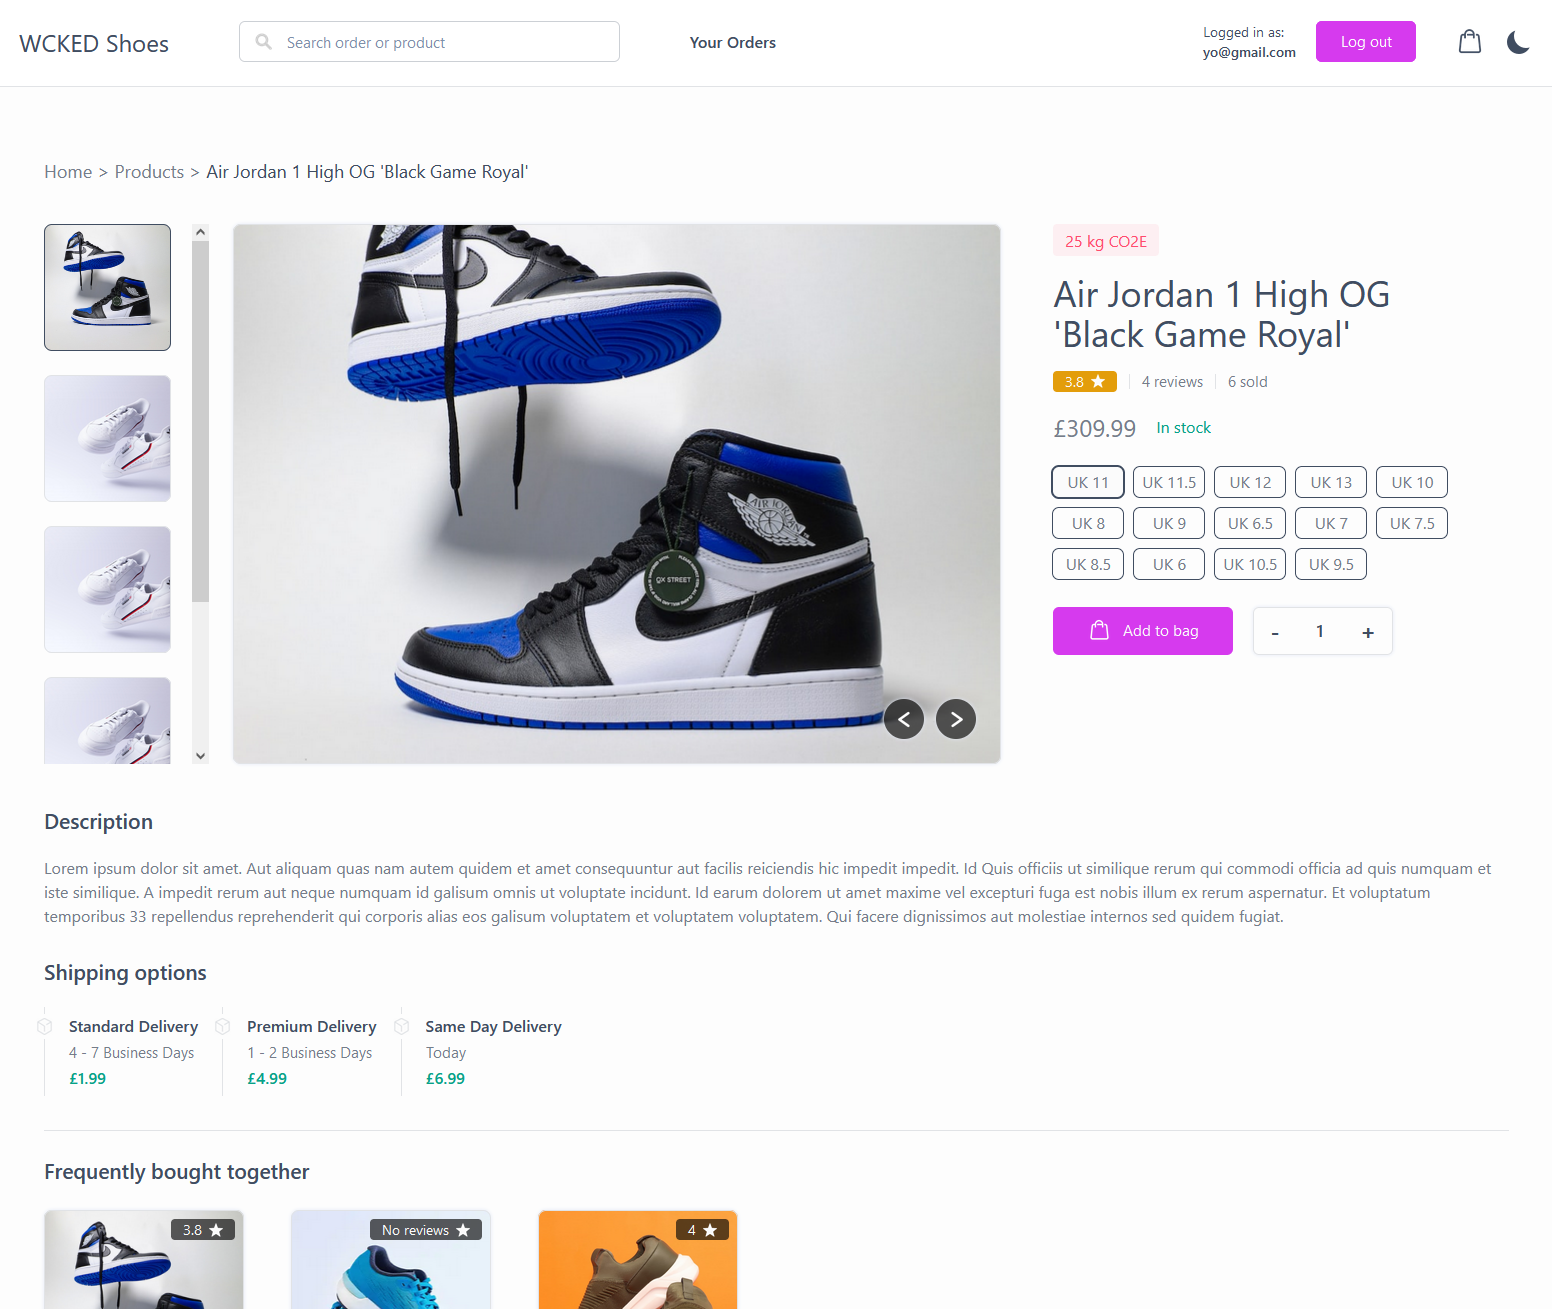 WCKED Shoes
Search order or product
Your Orders
Logged in as:
yo@gmail.com
Log out
Home > Products > Air Jordan 1 High OG 'Black Game Royal'
25 kg CO2E
Air Jordan 1 High OG
'Black Game Royal'
3.8
4 reviews
6 sold
£309.99
In stock
UK 11
UK 11.5
UK 12
UK 13
UK 10
UK 8
UK 9
UK 6.5
UK 7
UK 7.5
UK 8.5
UK 6
UK 10.5
UK 9.5
Add to bag
- 1 +
AIR JORDAN
OX STREET
Description
Lorem ipsum dolor sit amet. Aut aliquam quas nam autem quidem et amet consequuntur aut facilis reiciendis hic impedit impedit. Id Quis officiis ut similique rerum qui commodi officia ad quis numquam et
iste similique. A impedit rerum aut neque numquam id galisum omnis ut voluptate incidunt. Id earum dolorem ut amet maxime vel excepturi fuga est nobis illum ex rerum aspernatur. Et voluptatum
temporibus 33 repellendus reprehenderit qui corporis alias eos galisum voluptatem et voluptatem voluptatem. Qui facere dignissimos aut molestiae internos sed quidem fugiat.
Shipping options
Standard Delivery
4 - 7 Business Days
£1.99
Premium Delivery
1 - 2 Business Days
£4.99
Same Day Delivery
Today
£6.99
Frequently bought together
3.8
No reviews
4